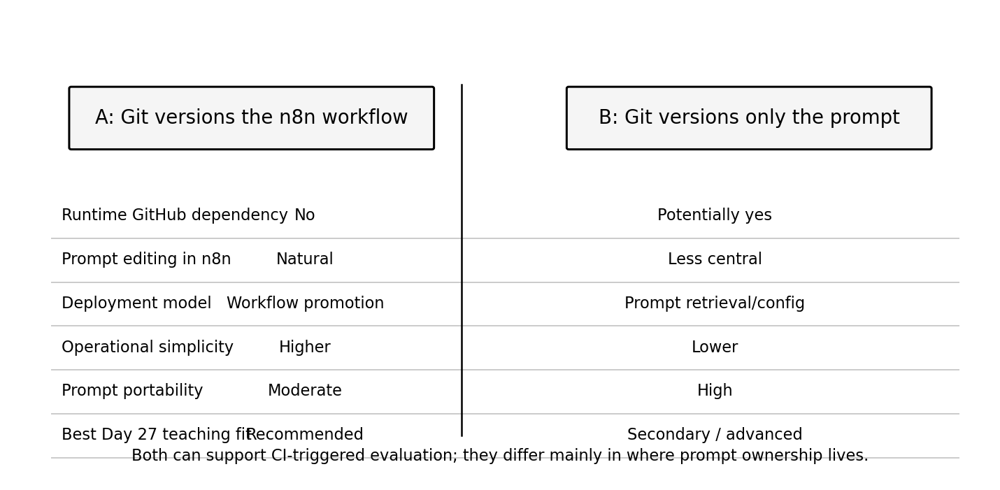 A: Git versions the n8n workflow B: Git versions only the prompt
Runtime GitHub dependency No Potentially yes
Prompt editing in n8n Natural Less central
Deployment model Workflow promotion Prompt retrieval/config
Operational simplicity Higher Lower
Prompt portability Moderate High
Best Day 27 teaching fit Recommended Secondary / advanced
Both can support CI-triggered evaluation; they differ mainly in where prompt ownership lives.